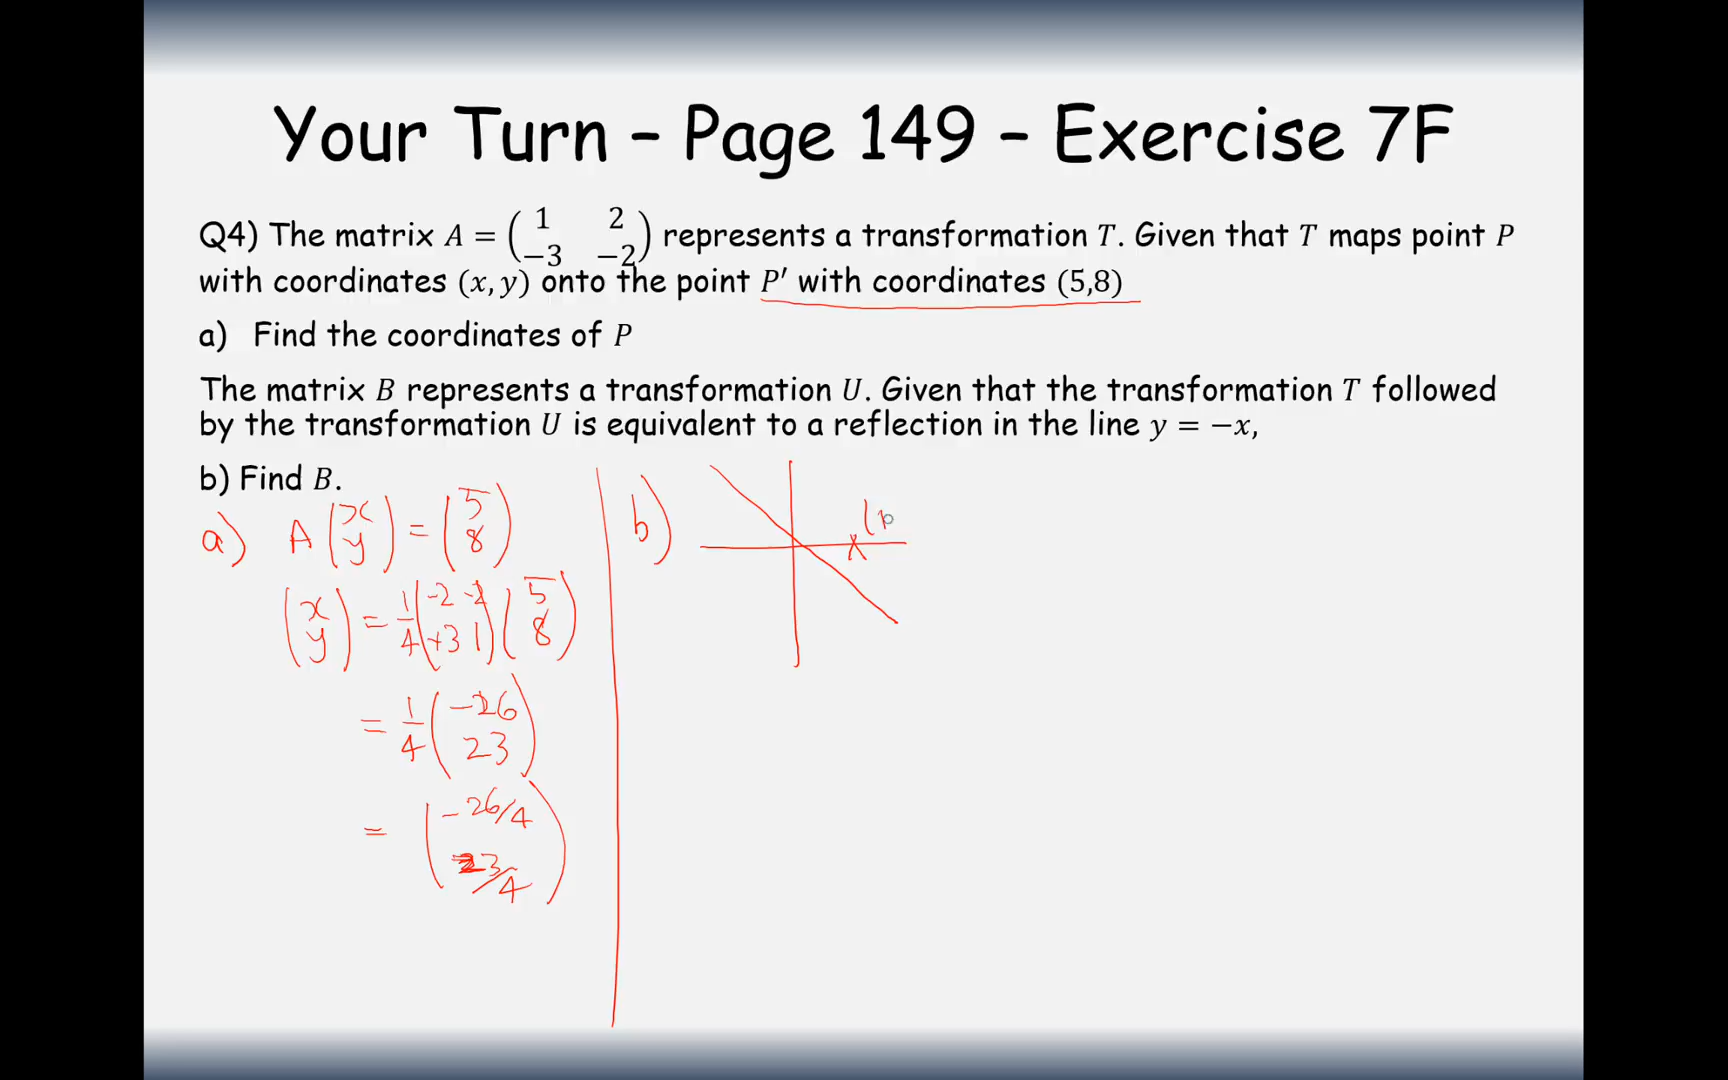 Your Turn – Page 149 – Exercise 7F
Q4) The matrix A = (1 2 −3 −2) represents a transformation T. Given that T maps point P
with coordinates (x, y) onto the point P′ with coordinates (5,8)
a) Find the coordinates of P
The matrix B represents a transformation U. Given that the transformation T followed
by the transformation U is equivalent to a reflection in the line y = −x,
b) Find B.
a) A (x y) = (5 8)
(x y) = 1/4 (-2 -2 +3 1) (5 8)
= 1/4 (-26 23)
= (-26/4 23/4)
b)
(1